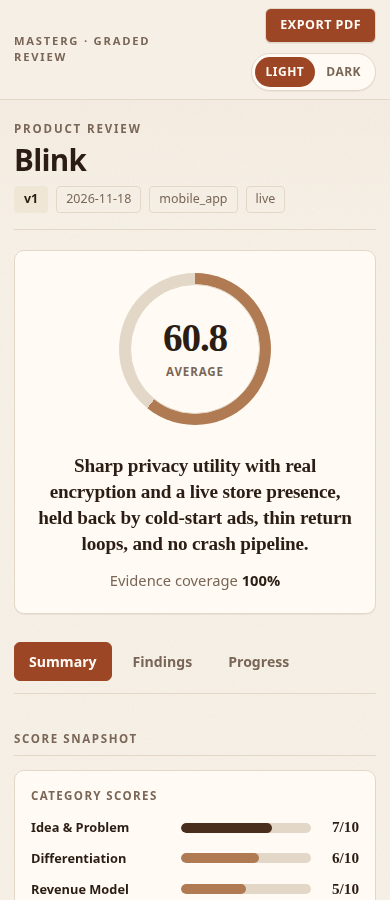 MASTERG · GRADED
REVIEW
EXPORT PDF
LIGHT DARK
PRODUCT REVIEW
Blink
v1 2026-11-18 mobile_app live
60.8
AVERAGE
Sharp privacy utility with real
encryption and a live store presence,
held back by cold-start ads, thin return
loops, and no crash pipeline.
Evidence coverage 100%
Summary Findings Progress
SCORE SNAPSHOT
CATEGORY SCORES
Idea & Problem 7/10
Differentiation 6/10
Revenue Model 5/10